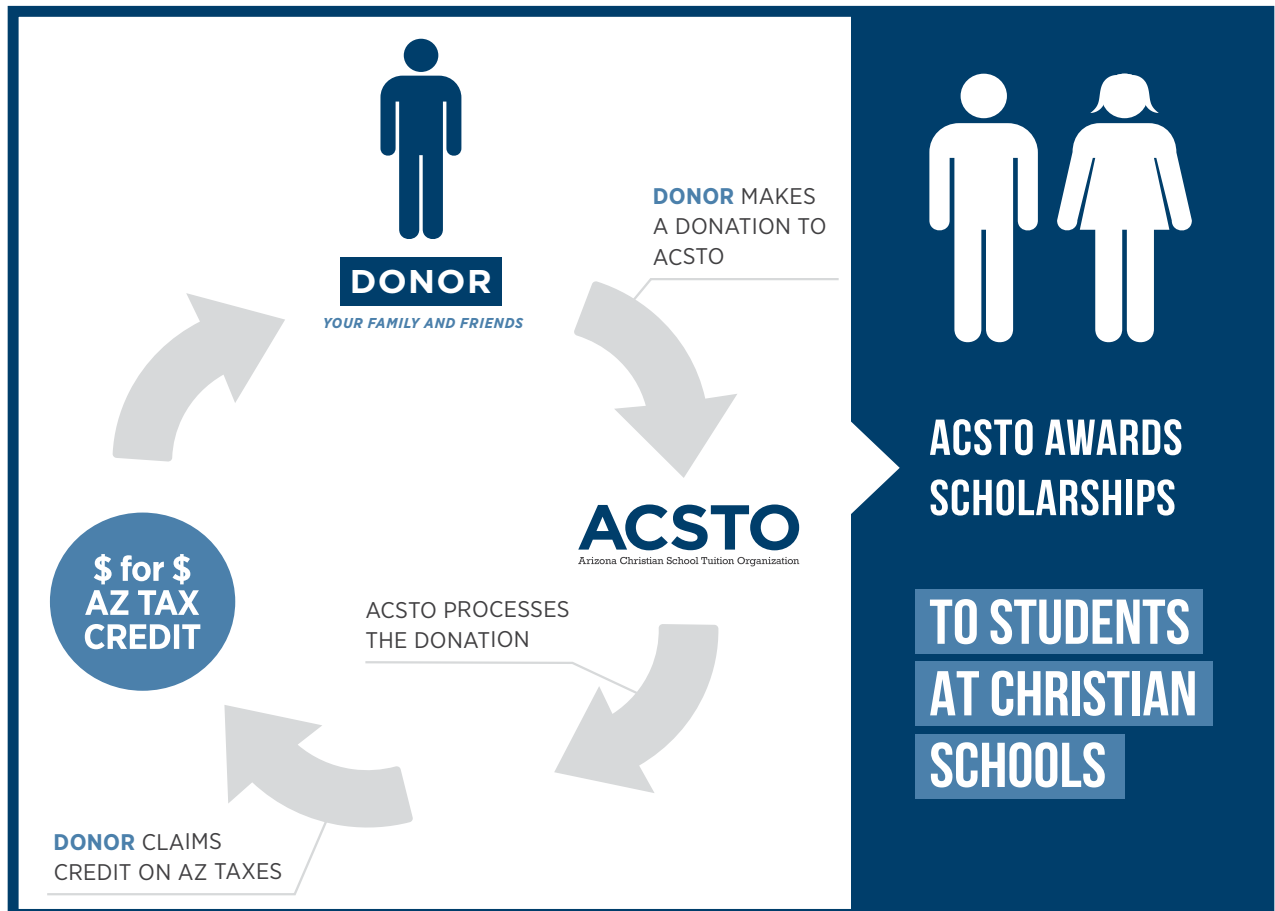 DONOR
YOUR FAMILY AND FRIENDS
DONOR MAKES
A DONATION TO
ACSTO
ACSTO
Arizona Christian School Tuition Organization
ACSTO PROCESSES
THE DONATION
DONOR CLAIMS
CREDIT ON AZ TAXES
$ for $
AZ TAX
CREDIT
ACSTO AWARDS
SCHOLARSHIPS
TO STUDENTS
AT CHRISTIAN
SCHOOLS